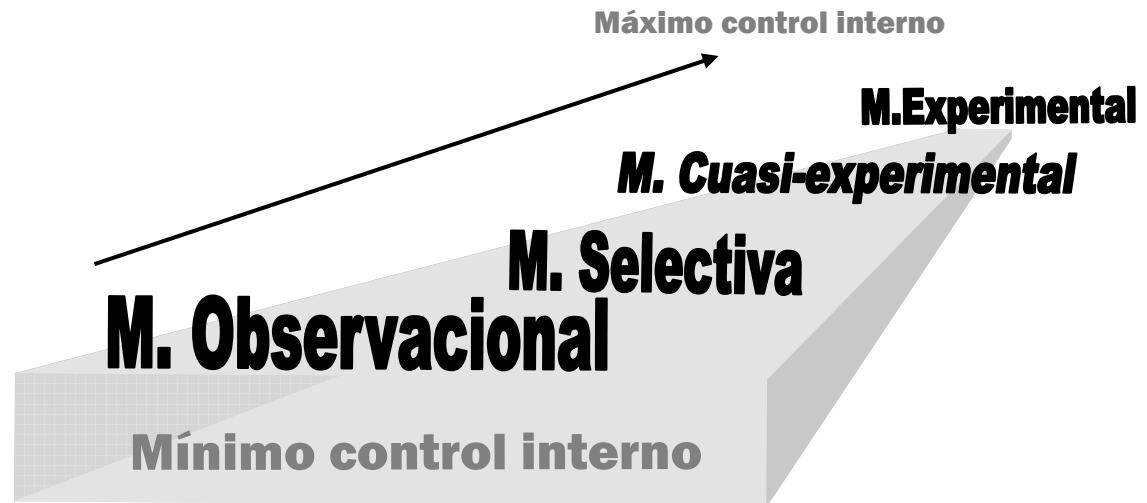 Máximo control interno
M.Experimental
M. Cuasi-experimental
M. Selectiva
M. Observacional
Mínimo control interno